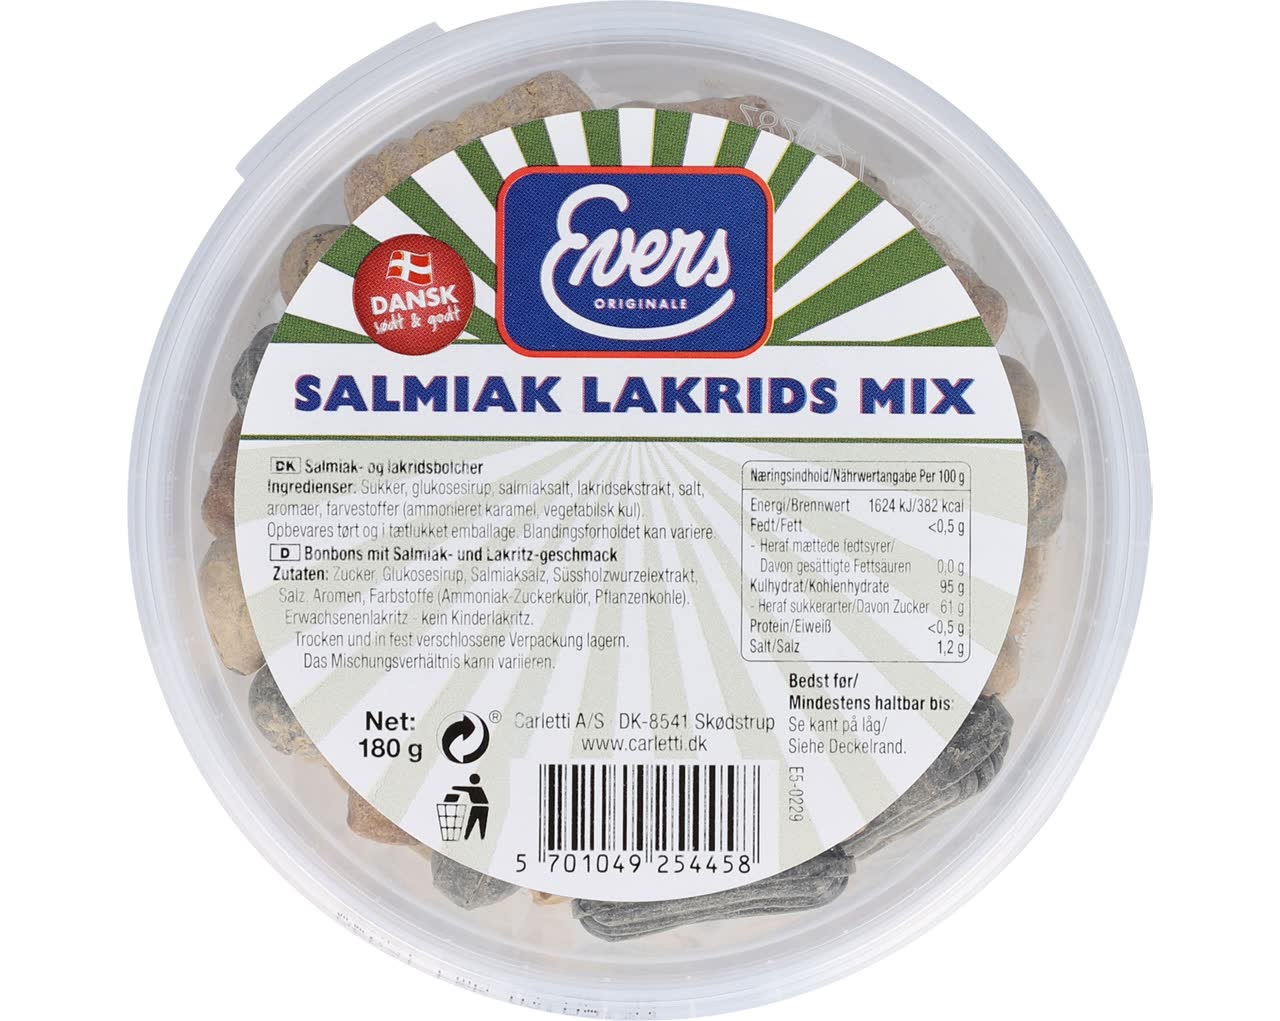 Evers
ORIGINALE
DANSK
sødt & godt
SALMIAK LAKRIDS MIX
DK Salmiak- og lakridsbolcher
Ingredienser: Sukker, glukosesirup, salmiaksalt, lakridsekstrakt, salt,
aromaer, farvestoffer (ammonieret karamel, vegetabilsk kul).
Opbevares tørt og i tætlukket emballage. Blandingsforholdet kan variere.
D Bonbons mit Salmiak- und Lakritz-geschmack
Zutaten: Zucker, Glukosesirup, Salmiaksalz, Süssholzwurzelextrakt,
Salz, Aromen, Farbstoffe (Ammoniak-Zuckerkulör, Pflanzenkohle).
Erwachsenenlakritz - kein Kinderlakritz.
Trocken und in fest verschlossene Verpackung lagern.
Das Mischungsverhältnis kann variieren.
Næringsindhold/Nährwertangabe Per 100 g
Energi/Brennwert 1624 kJ/382 kcal
Fedt/Fett <0,5 g
- Heraf mættede fedtsyrer/
Davon gesättigte Fettsäuren 0,0 g
Kulhydrat/Kohlenhydrate 95 g
- Heraf sukkerarter/Davon Zucker 61 g
Protein/Eiweiß <0,5 g
Salt/Salz 1,2 g
Bedst før/
Mindestens haltbar bis:
Se kant på låg/
Siehe Deckelrand.
E5-0229
Net:
180 g
®
Carletti A/S DK-8541 Skødstrup
www.carletti.dk
5 701049 254458